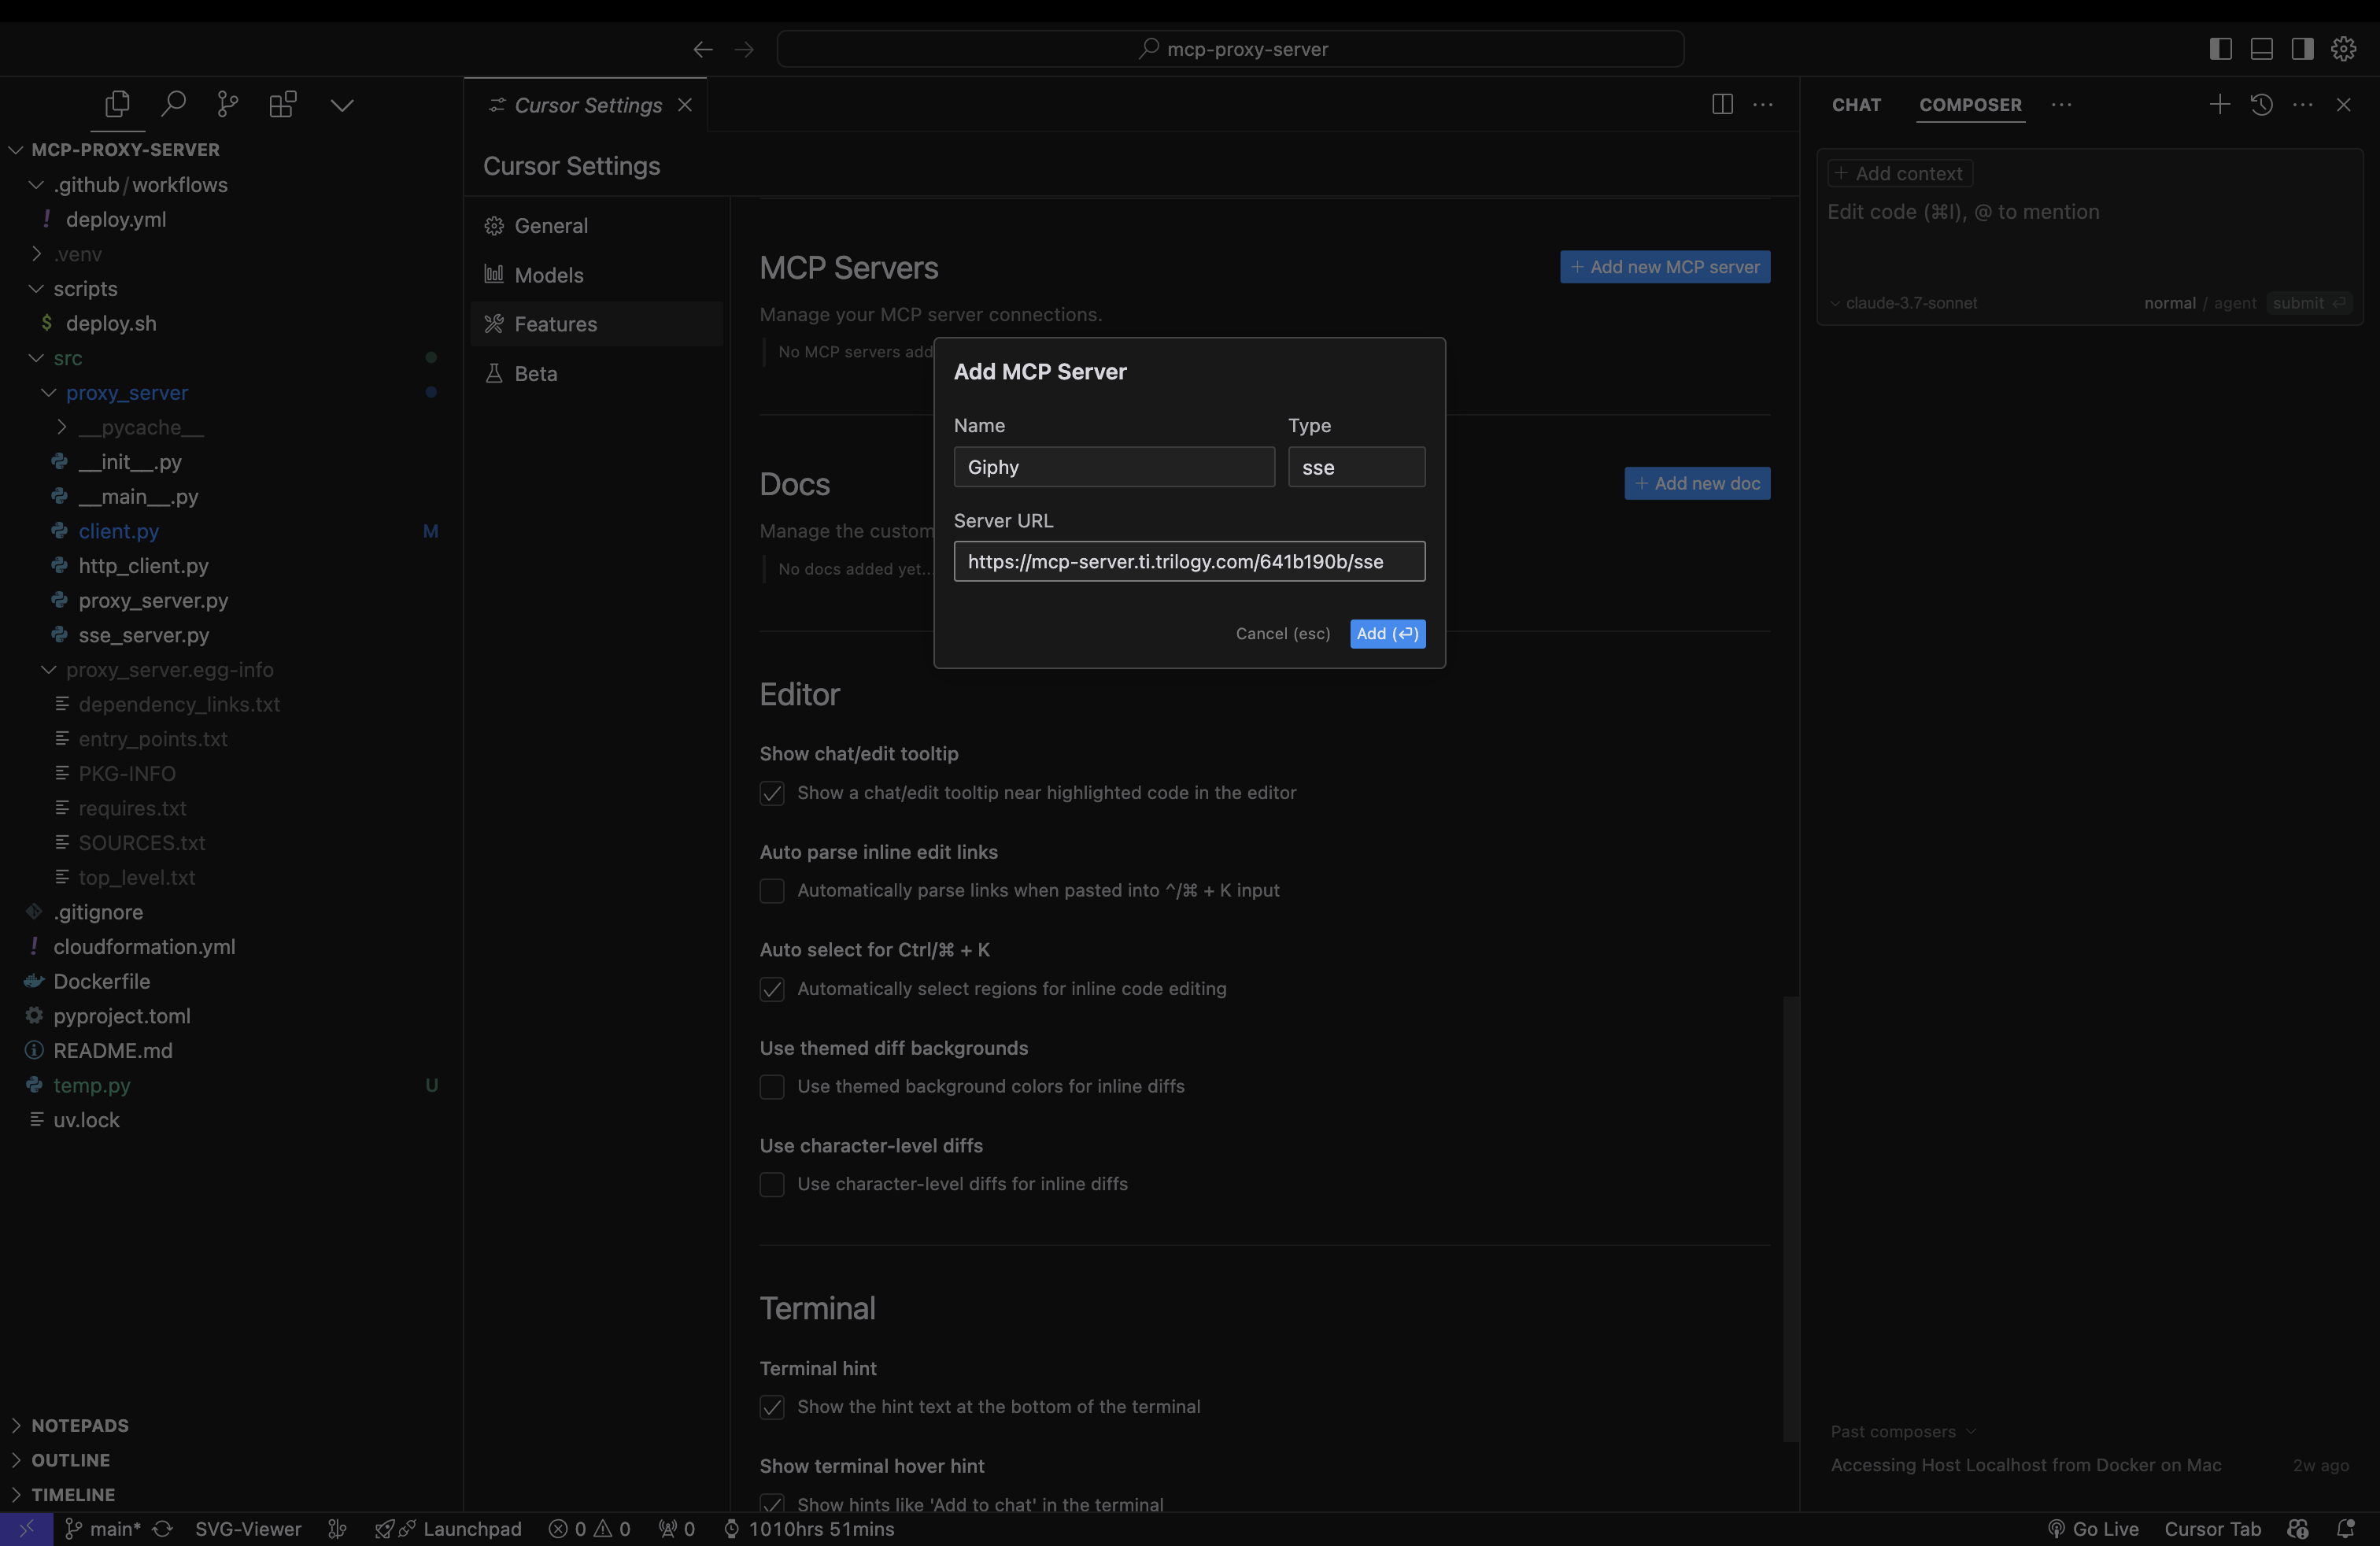 mcp-proxy-server
MCP-PROXY-SERVER
.github/workflows
! deploy.yml
.venv
scripts
$ deploy.sh
src
proxy_server
__pycache__
__init__.py
__main__.py
client.py M
http_client.py
proxy_server.py
sse_server.py
proxy_server.egg-info
dependency_links.txt
entry_points.txt
PKG-INFO
requires.txt
SOURCES.txt
top_level.txt
.gitignore
! cloudformation.yml
Dockerfile
pyproject.toml
README.md
temp.py U
uv.lock
NOTEPADS
OUTLINE
TIMELINE
Cursor Settings
Cursor Settings
General
Models
Features
Beta
MCP Servers
+ Add new MCP server
Manage your MCP server connections.
No MCP servers add
Docs
+ Add new doc
Manage the custom
No docs added yet...
Add MCP Server
Name Type
Giphy sse
Server URL
https://mcp-server.ti.trilogy.com/641b190b/sse
Cancel (esc) Add (⏎)
Editor
Show chat/edit tooltip
Show a chat/edit tooltip near highlighted code in the editor
Auto parse inline edit links
Automatically parse links when pasted into ^/⌘ + K input
Auto select for Ctrl/⌘ + K
Automatically select regions for inline code editing
Use themed diff backgrounds
Use themed background colors for inline diffs
Use character-level diffs
Use character-level diffs for inline diffs
Terminal
Terminal hint
Show the hint text at the bottom of the terminal
Show terminal hover hint
Show hints like 'Add to chat' in the terminal
CHAT COMPOSER
+ Add context
Edit code (⌘I), @ to mention
claude-3.7-sonnet normal / agent submit ⏎
Past composers
Accessing Host Localhost from Docker on Mac 2w ago
main* SVG-Viewer Launchpad 0 0 0 1010hrs 51mins Go Live Cursor Tab